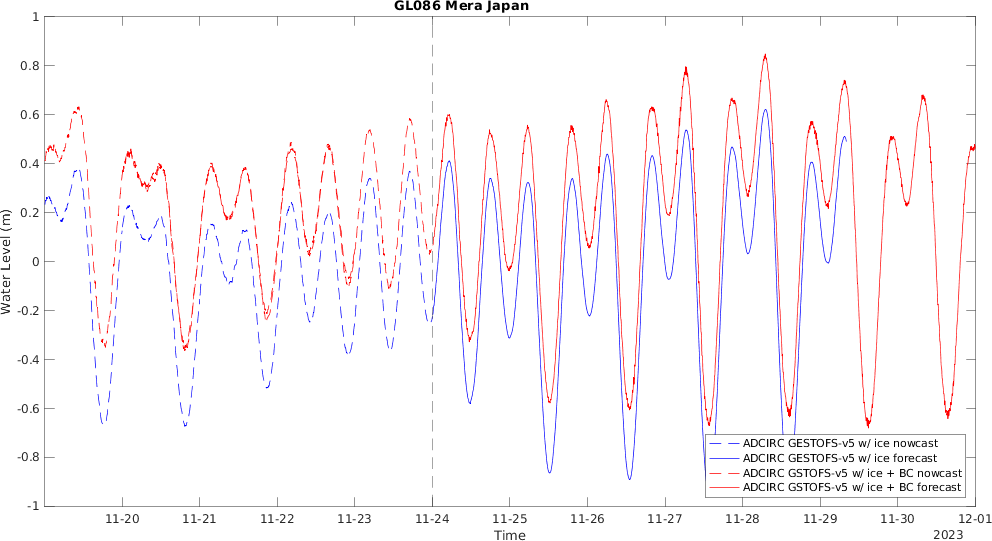 GL086 Mera Japan
Water Level (m)
1
0.8
0.6
0.4
0.2
0
-0.2
-0.4
-0.6
-0.8
-1
ADCIRC GESTOFS-v5 w/ ice nowcast
ADCIRC GESTOFS-v5 w/ ice forecast
ADCIRC GSTOFS-v5 w/ ice + BC nowcast
ADCIRC GSTOFS-v5 w/ ice + BC forecast
11-20 11-21 11-22 11-23 11-24 11-25 11-26 11-27 11-28 11-29 11-30 12-01
Time
2023